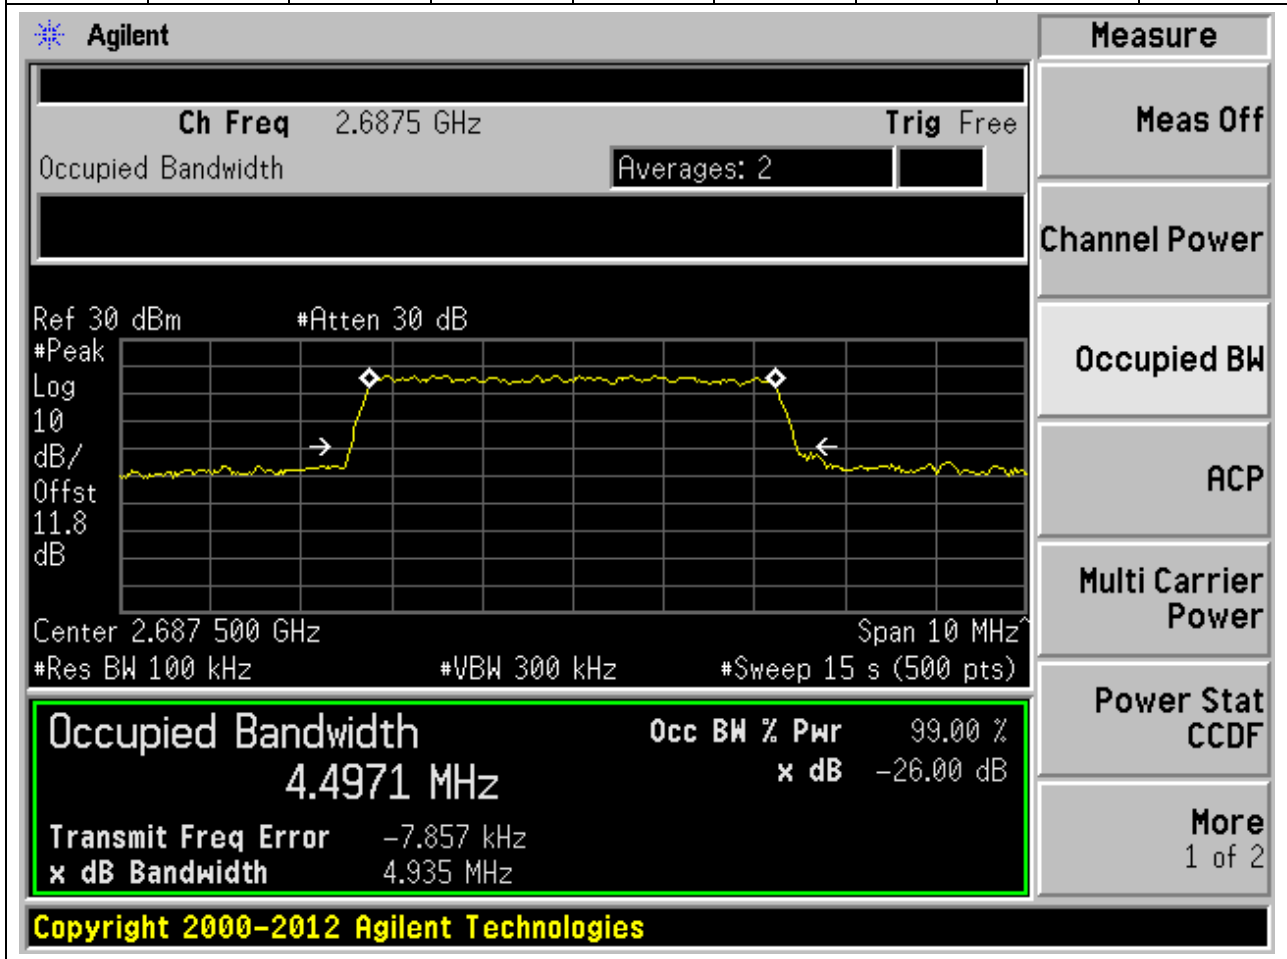 Agilent
Measure
Ch Freq 2.6875 GHz Trig Free
Occupied Bandwidth Averages: 2
Meas Off
Channel Power
Occupied BW
ACP
Multi Carrier
Power
Power Stat
CCDF
More
1 of 2
Ref 30 dBm #Atten 30 dB
#Peak
Log
10
dB/
Offst
11.8
dB
Center 2.687 500 GHz Span 10 MHz^
#Res BW 100 kHz #VBW 300 kHz #Sweep 15 s (500 pts)
Occupied Bandwidth Occ BW % Pwr 99.00 %
4.4971 MHz x dB -26.00 dB
Transmit Freq Error -7.857 kHz
x dB Bandwidth 4.935 MHz
Copyright 2000-2012 Agilent Technologies